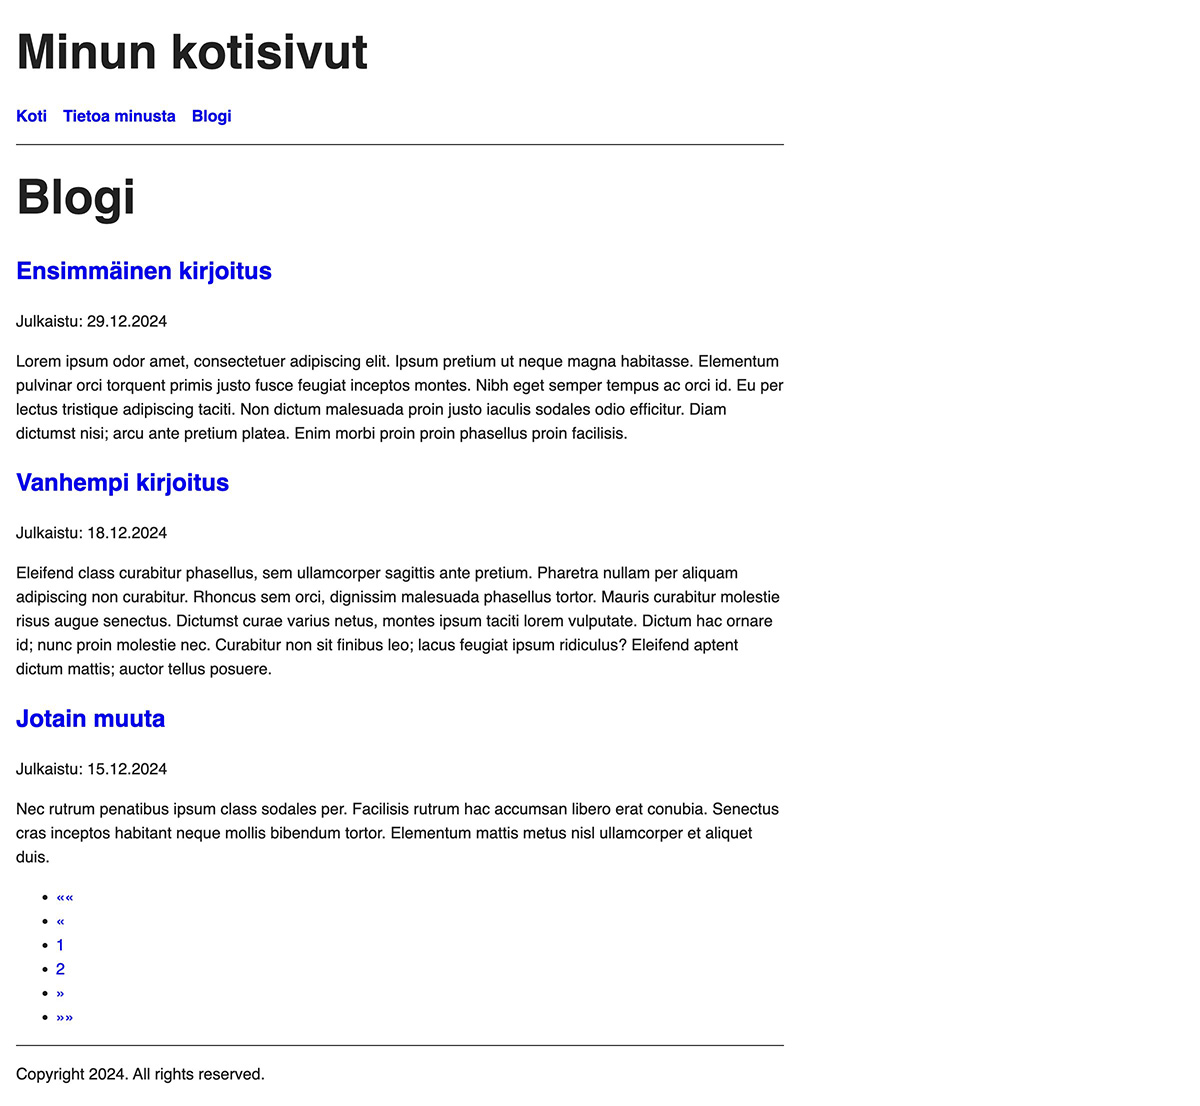 Minun kotisivut
Koti Tietoa minusta Blogi
Blogi
Ensimmäinen kirjoitus
Julkaistu: 29.12.2024
Lorem ipsum odor amet, consectetuer adipiscing elit. Ipsum pretium ut neque magna habitasse. Elementum
pulvinar orci torquent primis justo fusce feugiat inceptos montes. Nibh eget semper tempus ac orci id. Eu per
lectus tristique adipiscing taciti. Non dictum malesuada proin justo iaculis sodales odio efficitur. Diam
dictumst nisi; arcu ante pretium platea. Enim morbi proin proin phasellus proin facilisis.
Vanhempi kirjoitus
Julkaistu: 18.12.2024
Eleifend class curabitur phasellus, sem ullamcorper sagittis ante pretium. Pharetra nullam per aliquam
adipiscing non curabitur. Rhoncus sem orci, dignissim malesuada phasellus tortor. Mauris curabitur molestie
risus augue senectus. Dictumst curae varius netus, montes ipsum taciti lorem vulputate. Dictum hac ornare
id; nunc proin molestie nec. Curabitur non sit finibus leo; lacus feugiat ipsum ridiculus? Eleifend aptent
dictum mattis; auctor tellus posuere.
Jotain muuta
Julkaistu: 15.12.2024
Nec rutrum penatibus ipsum class sodales per. Facilisis rutrum hac accumsan libero erat conubia. Senectus
cras inceptos habitant neque mollis bibendum tortor. Elementum mattis metus nisl ullamcorper et aliquet
duis.
• ««
• «
• 1
• 2
• »
• »»
Copyright 2024. All rights reserved.